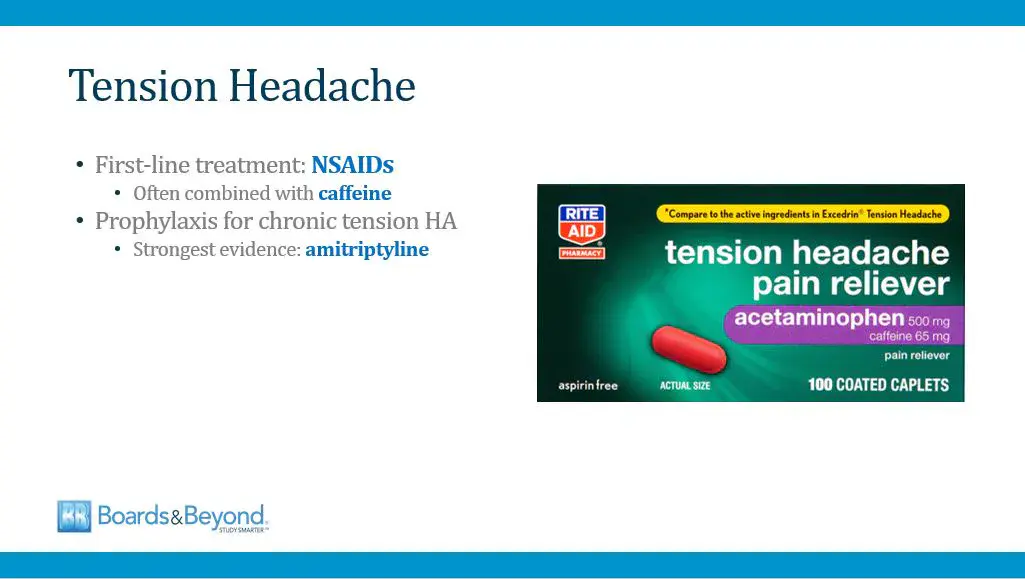 Tension Headache
• First-line treatment: NSAIDs
• Often combined with caffeine
• Prophylaxis for chronic tension HA
• Strongest evidence: amitriptyline
RITE
AID
®
PHARMACY
*Compare to the active ingredients in Excedrin® Tension Headache
tension headache
pain reliever
acetaminophen 500 mg
caffeine 65 mg
pain reliever
aspirin free
ACTUAL SIZE
100 COATED CAPLETS
BB Boards&Beyond®
STUDY SMARTER™